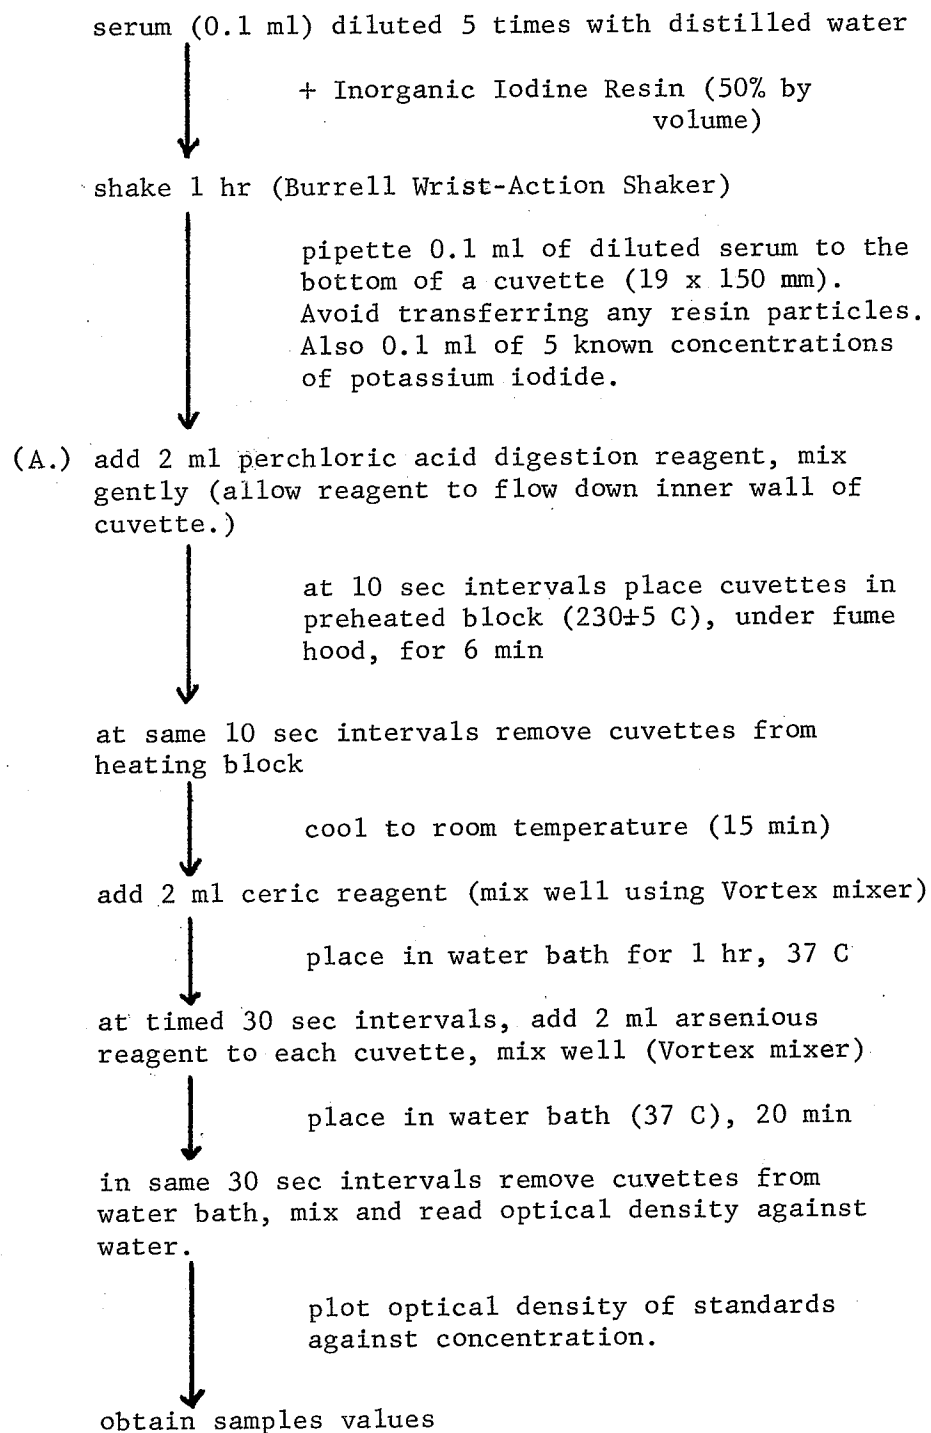 serum (0.1 ml) diluted 5 times with distilled water
+ Inorganic Iodine Resin (50% by
volume)
shake 1 hr (Burrell Wrist-Action Shaker)
pipette 0.1 ml of diluted serum to the
bottom of a cuvette (19 x 150 mm).
Avoid transferring any resin particles.
Also 0.1 ml of 5 known concentrations
of potassium iodide.
(A.) add 2 ml perchloric acid digestion reagent, mix
gently (allow reagent to flow down inner wall of
cuvette.)
at 10 sec intervals place cuvettes in
preheated block (230±5 C), under fume
hood, for 6 min
at same 10 sec intervals remove cuvettes from
heating block
cool to room temperature (15 min)
add 2 ml ceric reagent (mix well using Vortex mixer)
place in water bath for 1 hr, 37 C
at timed 30 sec intervals, add 2 ml arsenious
reagent to each cuvette, mix well (Vortex mixer)
place in water bath (37 C), 20 min
in same 30 sec intervals remove cuvettes from
water bath, mix and read optical density against
water.
plot optical density of standards
against concentration.
obtain samples values